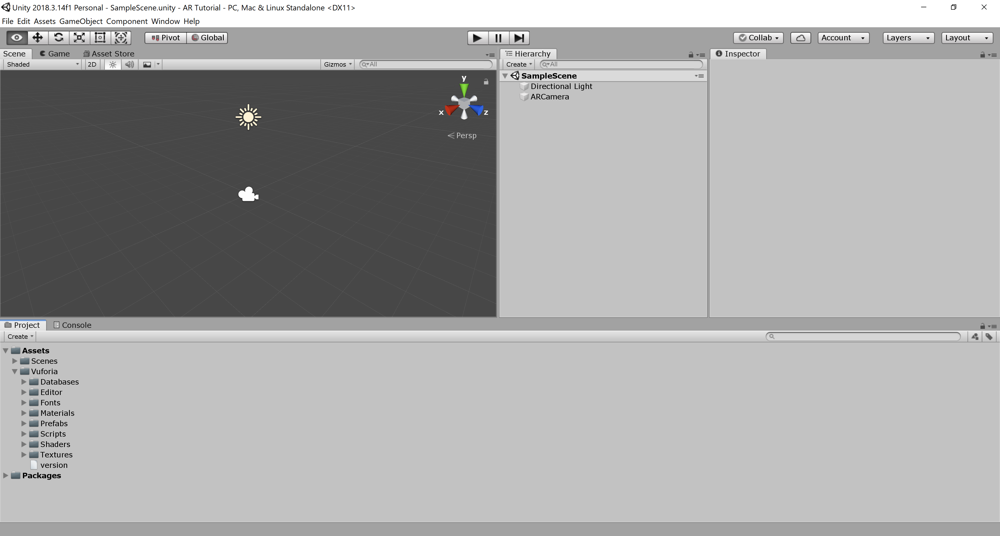 Unity 2018.3.14f1 Personal - SampleScene.unity - AR Tutorial - PC, Mac & Linux Standalone <DX11>
File Edit Assets GameObject Component Window Help
Pivot Global Collab Account Layers Layout
Scene Game Asset Store
Shaded 2D Gizmos All
y
x
z
Persp
Hierarchy
Create All
SampleScene
Directional Light
ARCamera
Inspector
Project Console
Create
Assets
Scenes
Vuforia
Databases
Editor
Fonts
Materials
Prefabs
Scripts
Shaders
Textures
version
Packages